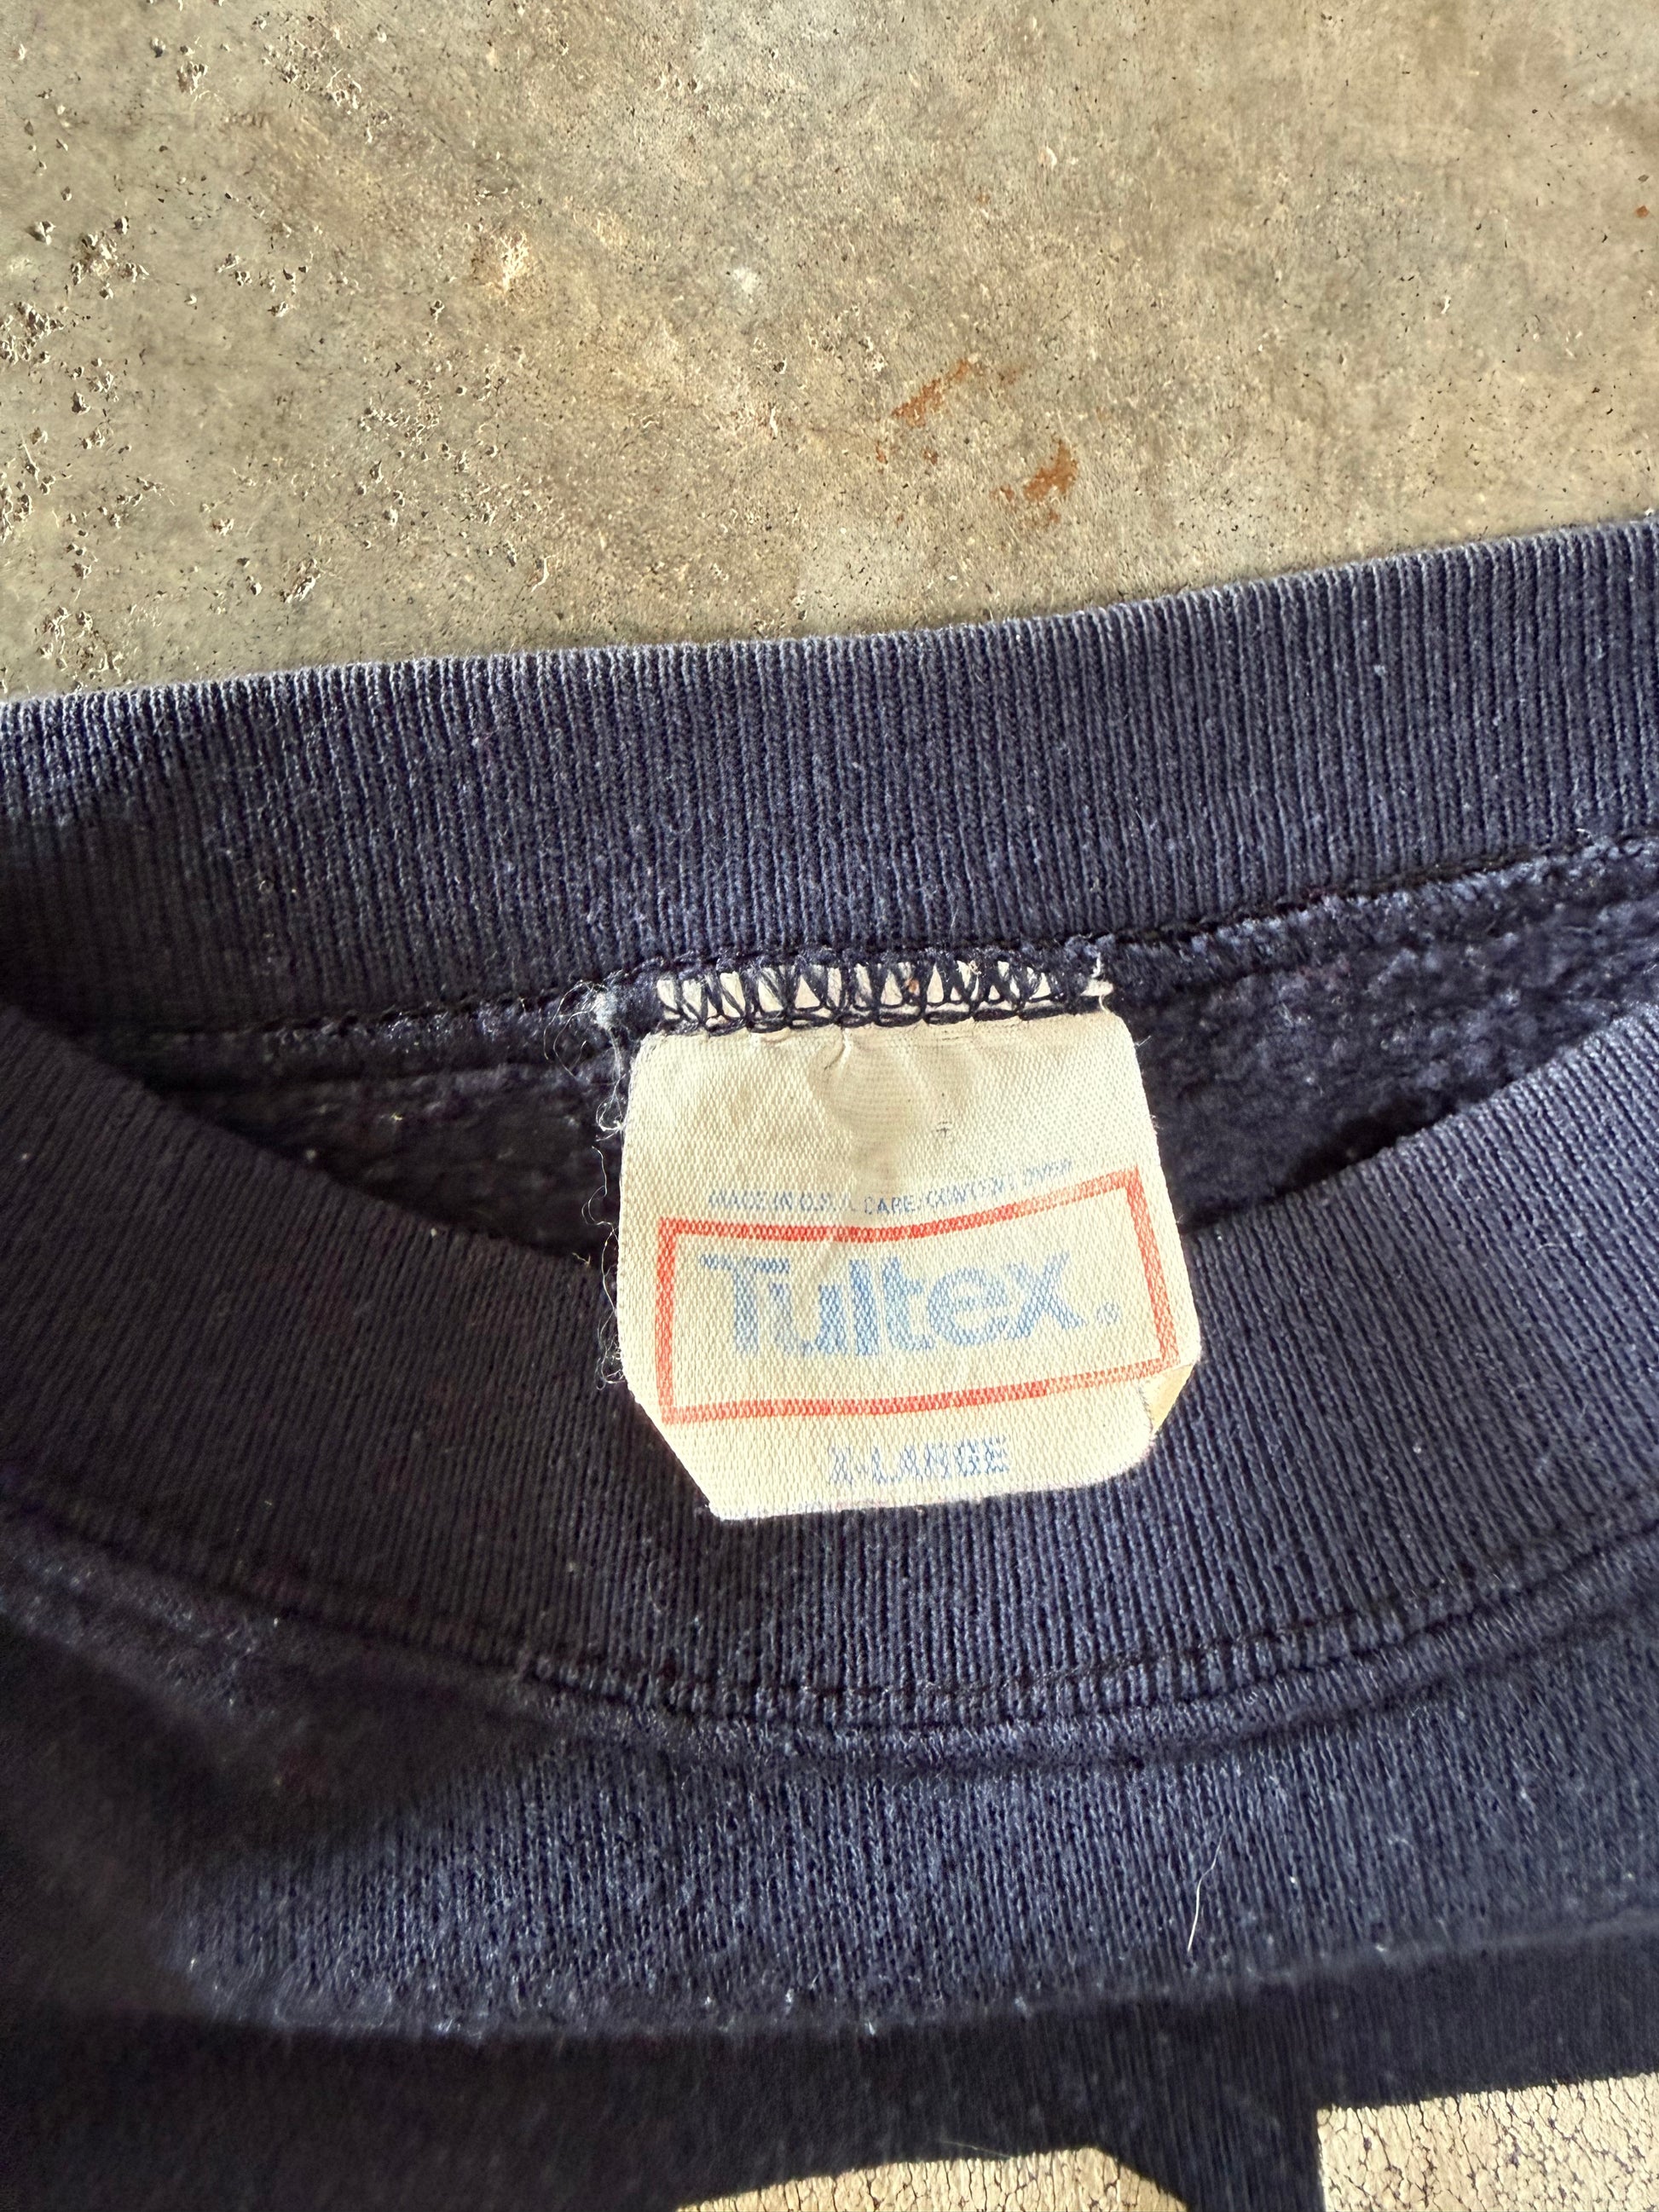 MADE IN U.S.A. CARE/CONTENT OVER
Tultex®
X-LARGE